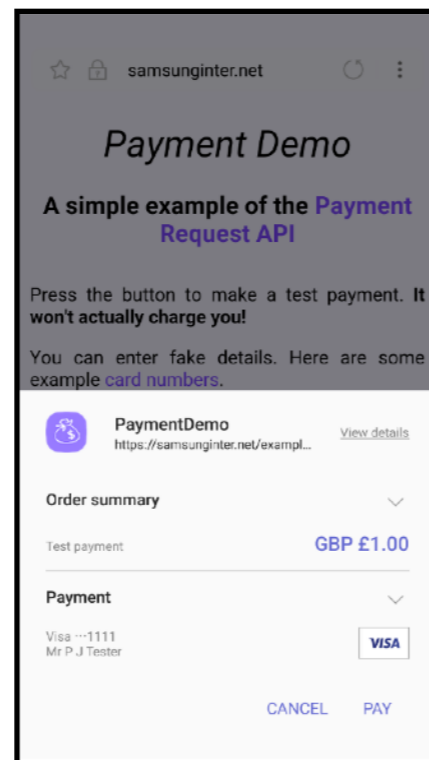 samsunginter.net
Payment Demo
A simple example of the Payment
Request API
Press the button to make a test payment. It
won't actually charge you!
You can enter fake details. Here are some
example card numbers.
PaymentDemo
View details
https://samsunginter.net/exampl...
Order summary
Test payment
GBP £1.00
Payment
Visa ···1111
Mr P J Tester
VISA
CANCEL PAY